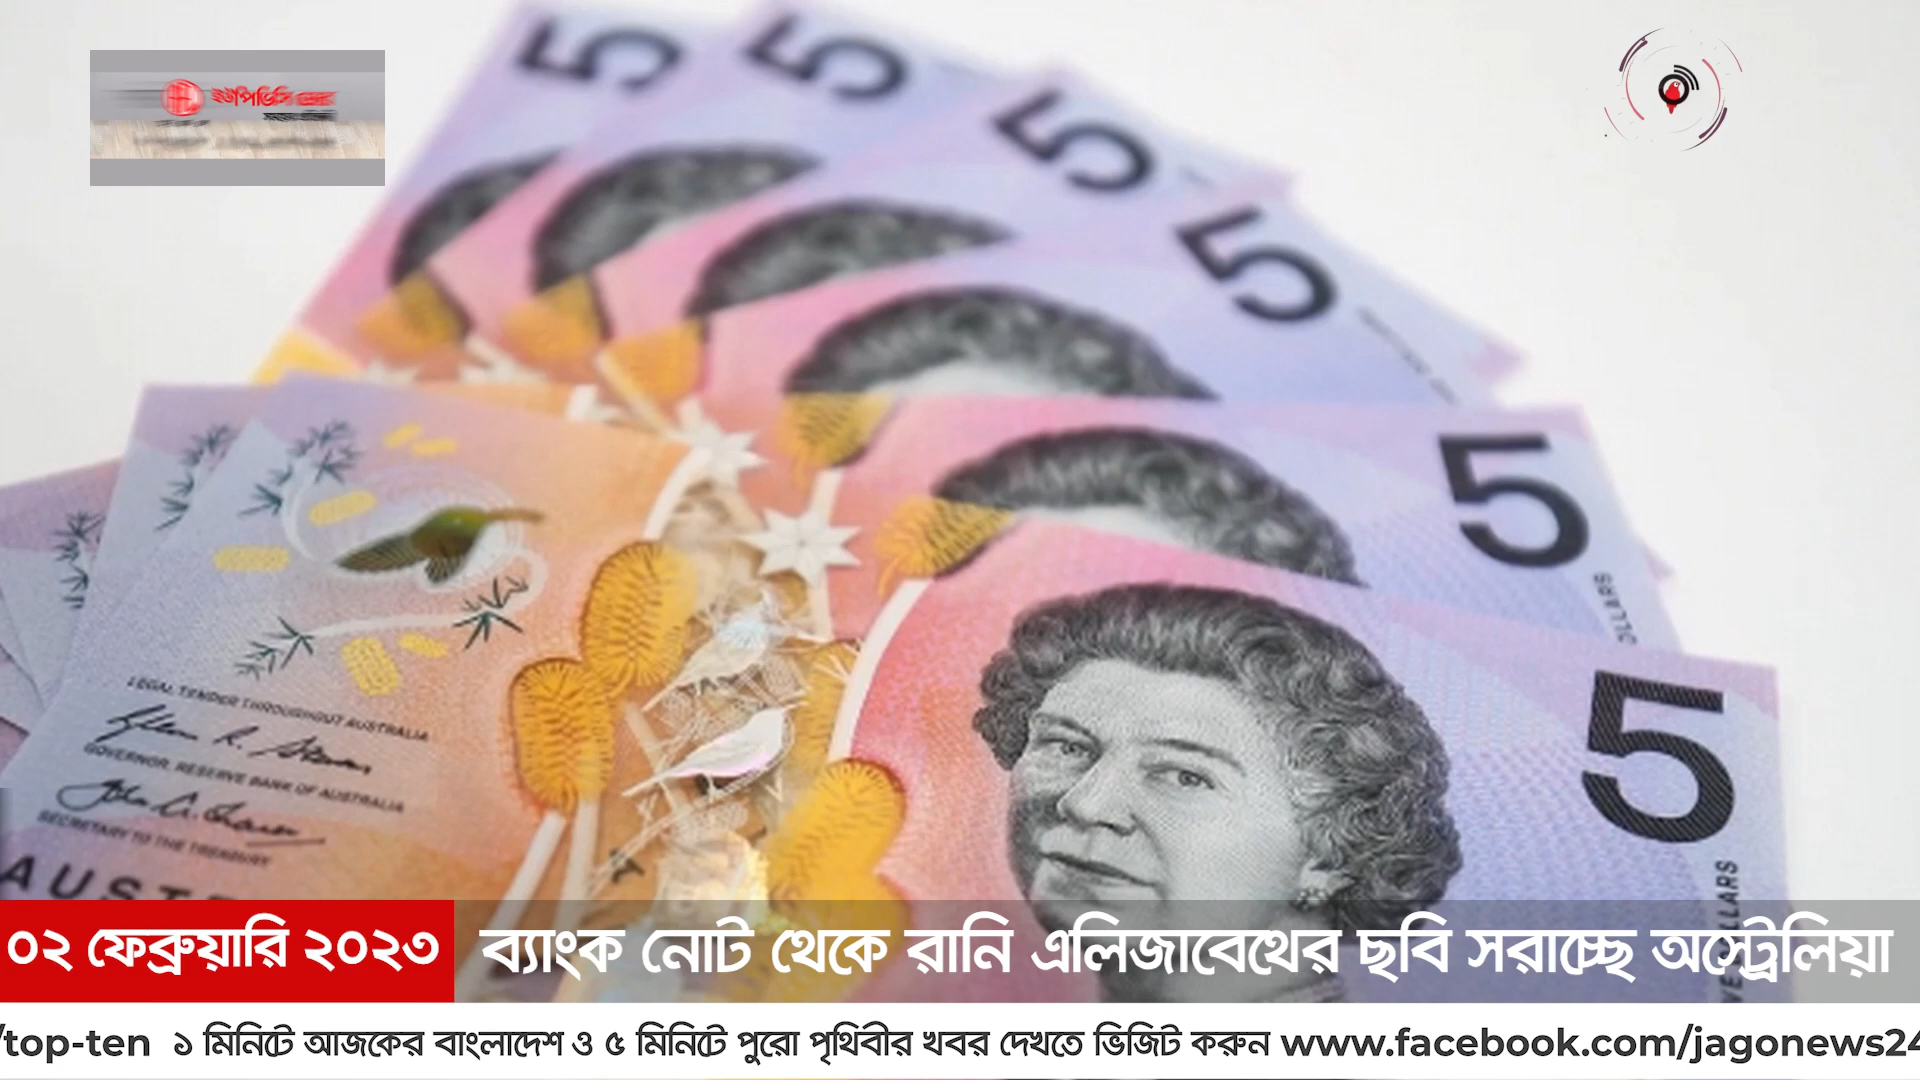 5
5
5
5
5
5
LLARS
LEGAL TENDER THROUGHOUT AUSTRALIA
GOVERNOR, RESERVE BANK OF AUSTRALIA
SECRETARY TO THE TREASURY
০২ ফেব্রুয়ারি ২০২৩
ব্যাংক নোট থেকে রানি এলিজাবেথের ছবি সরাচ্ছে অস্ট্রেলিয়া
/top-ten ১ মিনিটে আজকের বাংলাদেশ ও ৫ মিনিটে পুরো পৃথিবীর খবর দেখতে ভিজিট করুন www.facebook.com/jagonews24